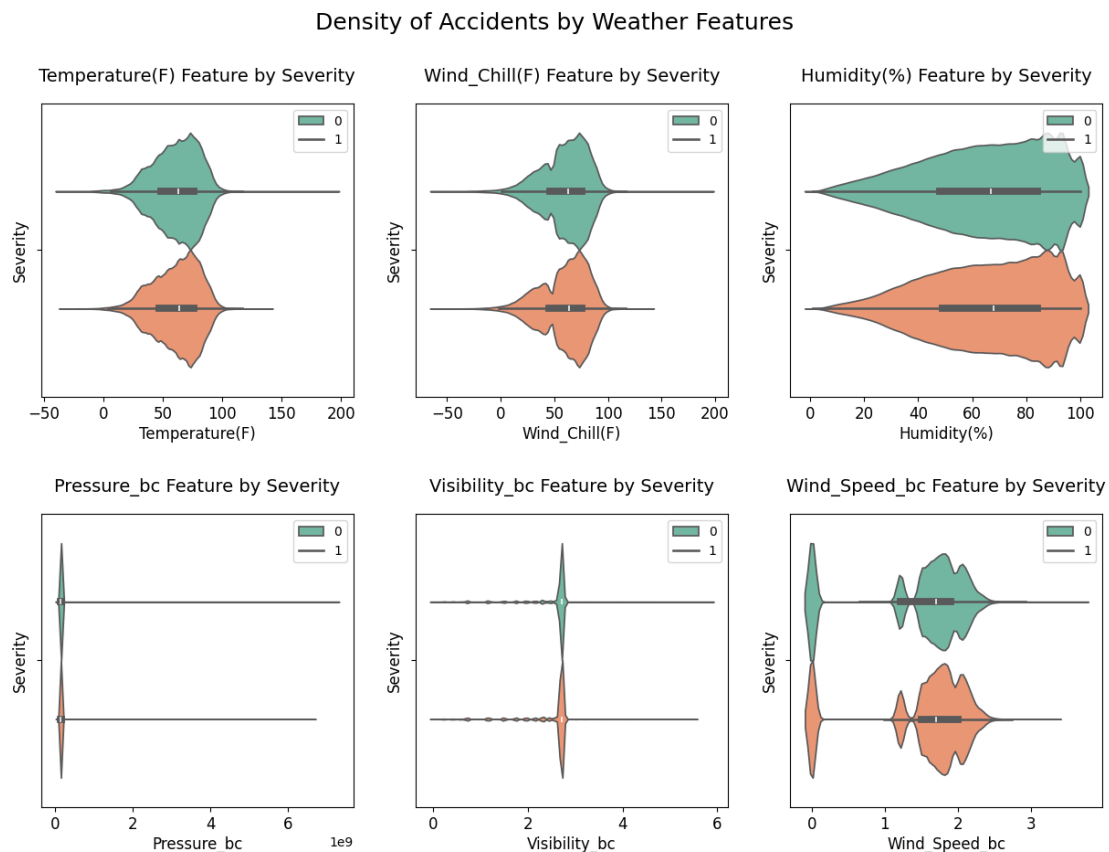 Density of Accidents by Weather Features
Temperature(F) Feature by Severity
Severity
0
1
−50 0 50 100 150 200
Temperature(F)
Wind_Chill(F) Feature by Severity
Severity
0
1
−50 0 50 100 150 200
Wind_Chill(F)
Humidity(%) Feature by Severity
Severity
0
1
0 20 40 60 80 100
Humidity(%)
Pressure_bc Feature by Severity
Severity
0
1
0 2 4 6
1e9
Pressure_bc
Visibility_bc Feature by Severity
Severity
0
1
0 2 4 6
Visibility_bc
Wind_Speed_bc Feature by Severity
Severity
0
1
0 1 2 3
Wind_Speed_bc